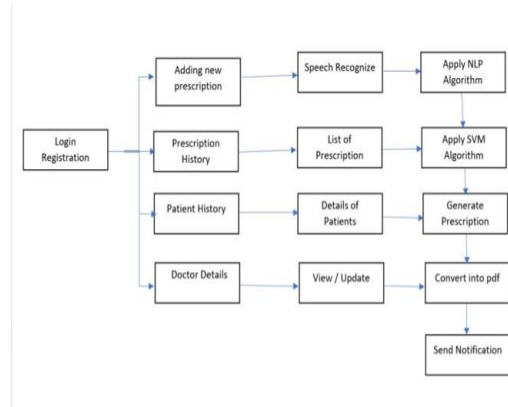 Adding new
prescription
Speech Recognize
Apply NLP
Algorithm
Login
Registration
Prescription
History
List of
Prescription
Apply SVM
Algorithm
Patient History
Details of
Patients
Generate
Prescription
Doctor Details
View / Update
Convert into pdf
Send Notification